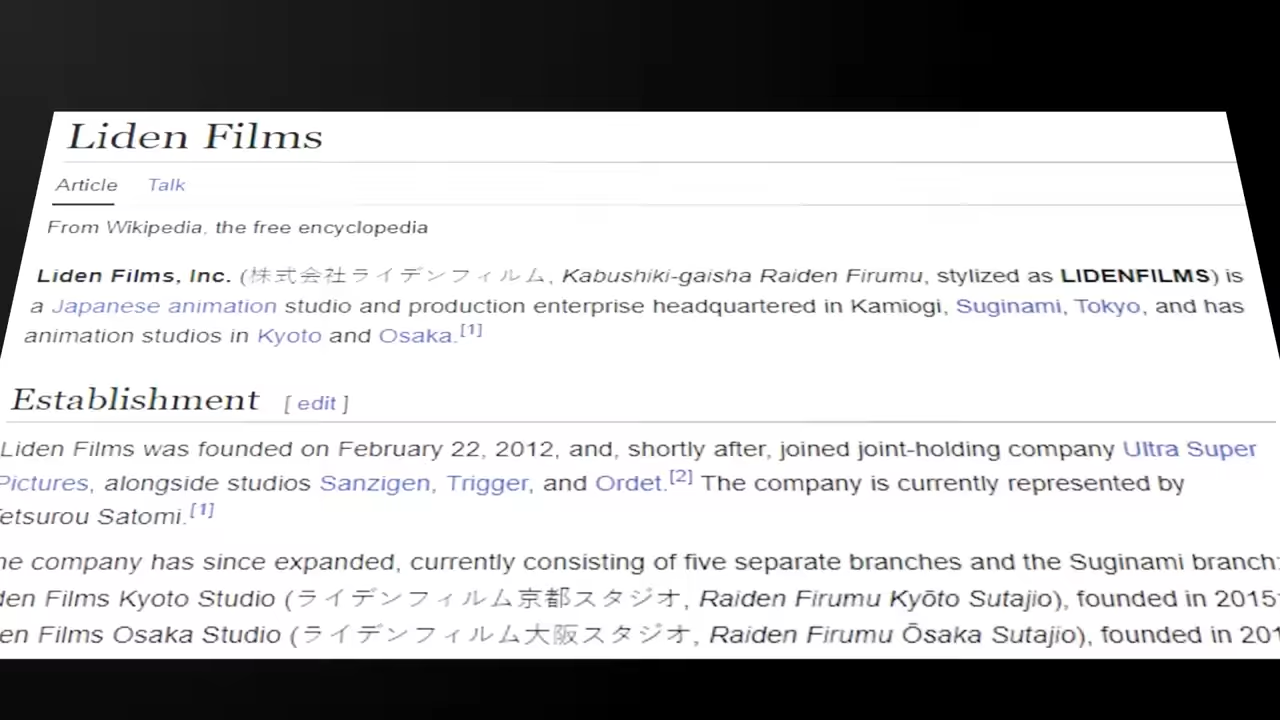 Liden Films
Article Talk
From Wikipedia, the free encyclopedia
Liden Films, Inc. (株式会社ライデンフィルム, Kabushiki-gaisha Raiden Firumu, stylized as LIDENFILMS) is
a Japanese animation studio and production enterprise headquartered in Kamiogi, Suginami, Tokyo, and has
animation studios in Kyoto and Osaka.[1]
Establishment [ edit ]
Liden Films was founded on February 22, 2012, and, shortly after, joined joint-holding company Ultra Super
Pictures, alongside studios Sanzigen, Trigger, and Ordet.[2] The company is currently represented by
etsurou Satomi.[1]
he company has since expanded, currently consisting of five separate branches and the Suginami branch:
den Films Kyoto Studio (ライデンフィルム京都スタジオ, Raiden Firumu Kyōto Sutajio), founded in 2015
en Films Osaka Studio (ライデンフィルム大阪スタジオ, Raiden Firumu Ōsaka Sutajio), founded in 201